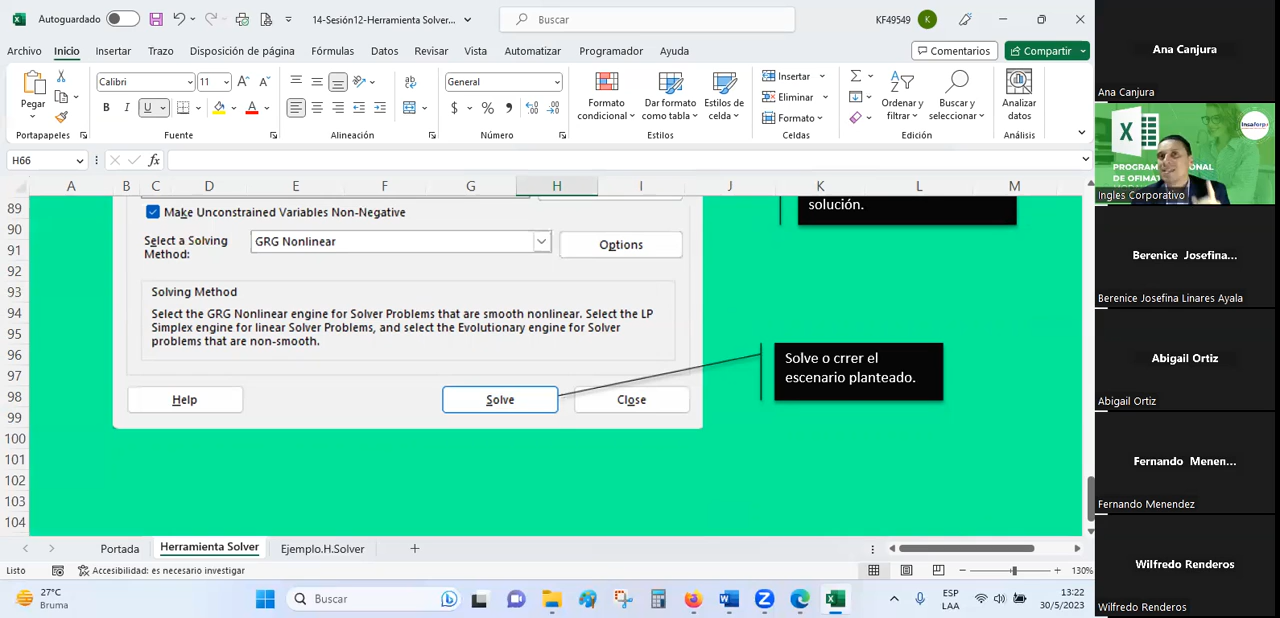 Autoguardado
14-Sesión12-Herramienta Solver...
Buscar
KF49549
K
Archivo
Inicio
Insertar
Trazo
Disposición de página
Fórmulas
Datos
Revisar
Vista
Automatizar
Programador
Ayuda
Comentarios
Compartir
Pegar
Calibri
11
N
I
S
General
Formato condicional
Dar formato como tabla
Estilos de celda
Insertar
Eliminar
Formato
Ordenar y filtrar
Buscar y seleccionar
Analizar datos
Portapapeles
Fuente
Alineación
Número
Estilos
Celdas
Edición
Análisis
H66
fx
A B C D E F G H I J K L M
89
90
91
92
93
94
95
96
97
98
99
100
101
102
103
104
Make Unconstrained Variables Non-Negative
Select a Solving Method:
GRG Nonlinear
Options
Solving Method
Select the GRG Nonlinear engine for Solver Problems that are smooth nonlinear. Select the LP
Simplex engine for linear Solver Problems, and select the Evolutionary engine for Solver
problems that are non-smooth.
Help
Solve
Close
solución.
Solve o crrer el
escenario planteado.
Portada
Herramienta Solver
Ejemplo.H.Solver
Listo
Accesibilidad: es necesario investigar
130%
27°C
Bruma
Buscar
ESP
LAA
13:22
30/5/2023
Ana Canjura
Ana Canjura
PROGRAM
ONAL
DE OFIMÁT
Insaforp
Ingles Corporativo
Berenice Josefina...
Berenice Josefina Linares Ayala
Abigail Ortiz
Abigail Ortiz
Fernando Menen...
Fernando Menendez
Wilfredo Renderos
Wilfredo Renderos